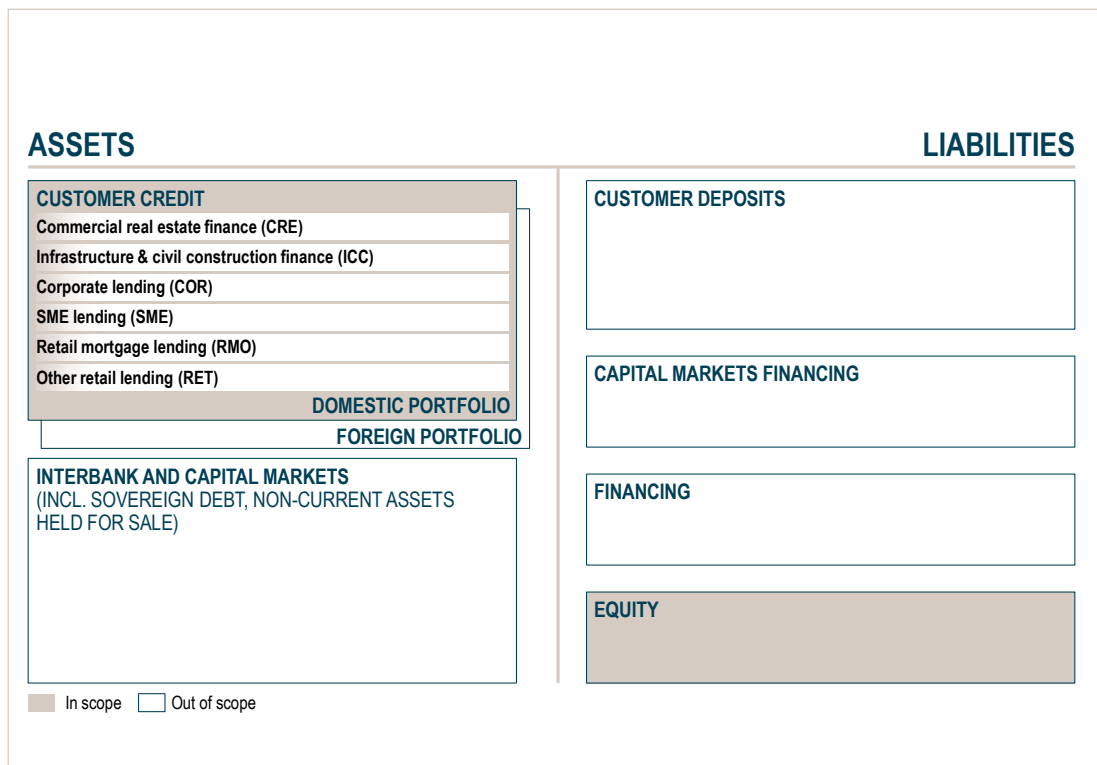 ASSETS
LIABILITIES
CUSTOMER CREDIT
Commercial real estate finance (CRE)
Infrastructure & civil construction finance (ICC)
Corporate lending (COR)
SME lending (SME)
Retail mortgage lending (RMO)
Other retail lending (RET)
DOMESTIC PORTFOLIO
FOREIGN PORTFOLIO
INTERBANK AND CAPITAL MARKETS
(INCL. SOVEREIGN DEBT, NON-CURRENT ASSETS
HELD FOR SALE)
CUSTOMER DEPOSITS
CAPITAL MARKETS FINANCING
FINANCING
EQUITY
In scope
Out of scope